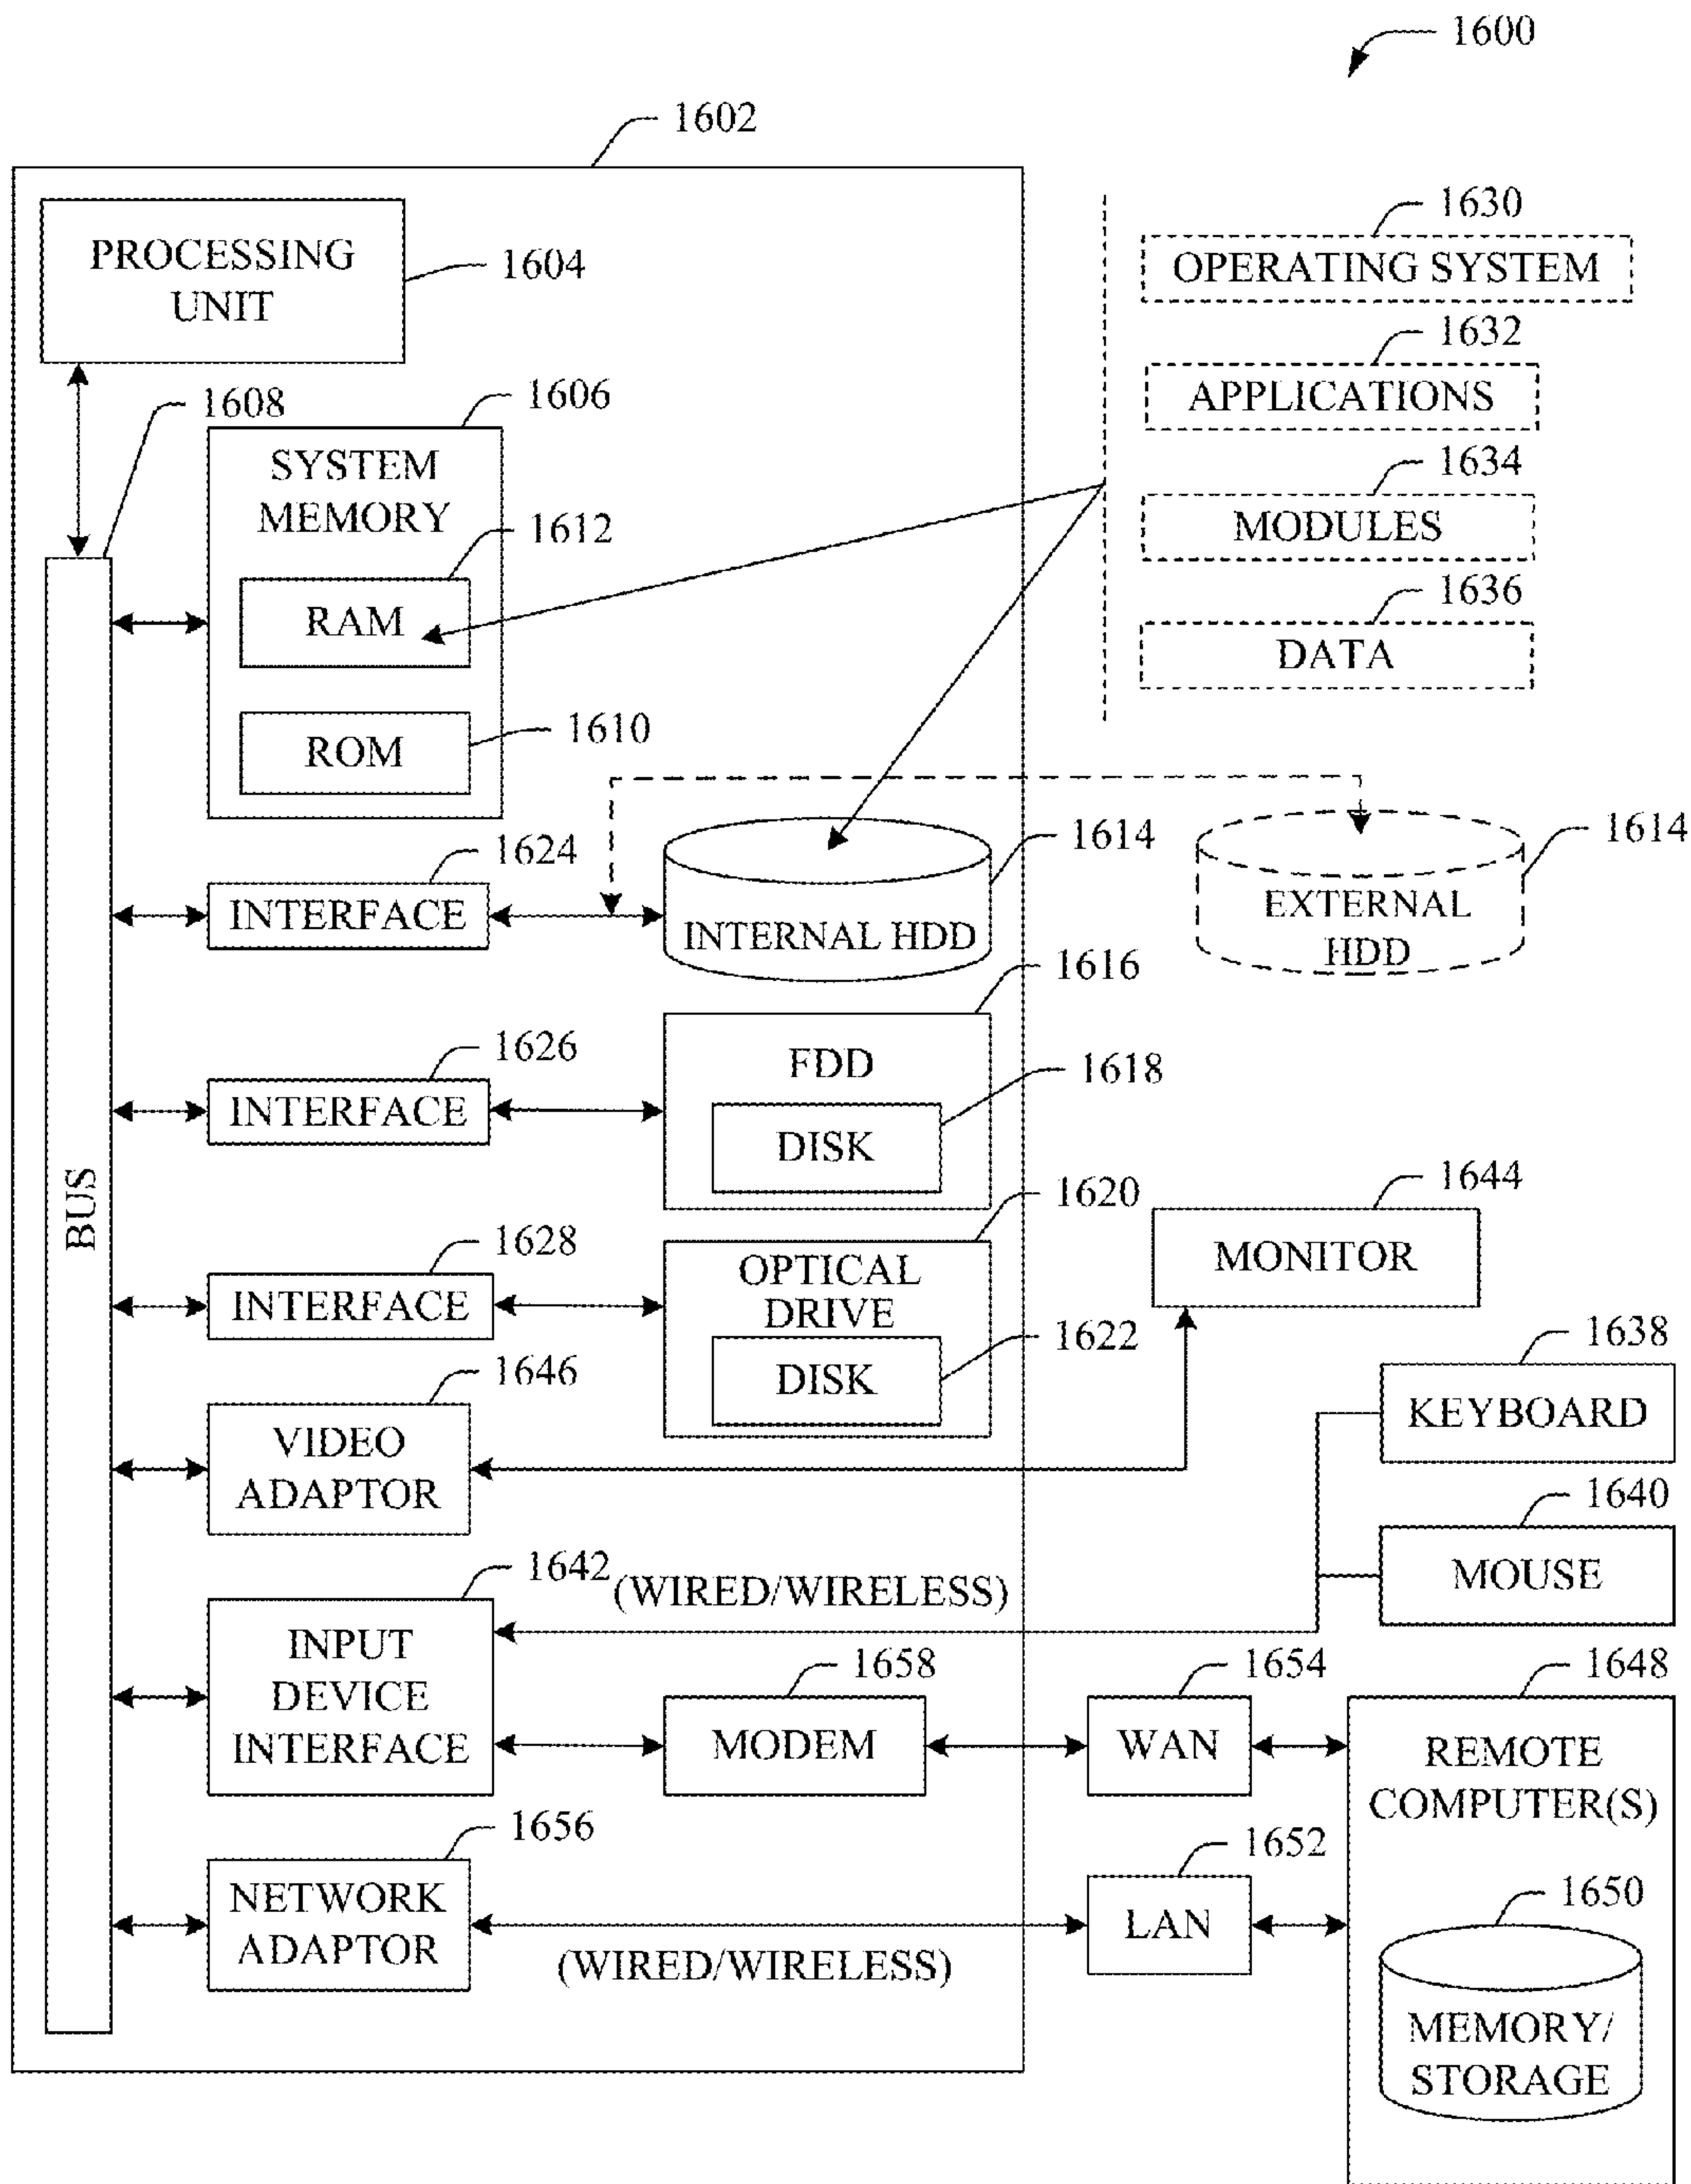 1600
1602
PROCESSING
UNIT
1604
1630
OPERATING SYSTEM
1632
APPLICATIONS
1634
MODULES
1636
DATA
1608
1606
SYSTEM
MEMORY
1612
RAM
1610
ROM
1624
INTERFACE
1614
INTERNAL HDD
1614
EXTERNAL
HDD
1616
FDD
1618
DISK
1626
INTERFACE
BUS
1620
OPTICAL
DRIVE
1622
DISK
1628
INTERFACE
1644
MONITOR
1646
VIDEO
ADAPTOR
1638
KEYBOARD
1640
MOUSE
1642
(WIRED/WIRELESS)
INPUT
DEVICE
INTERFACE
1658
MODEM
1654
WAN
1648
REMOTE
COMPUTER(S)
1656
NETWORK
ADAPTOR
(WIRED/WIRELESS)
1652
LAN
1650
MEMORY/
STORAGE